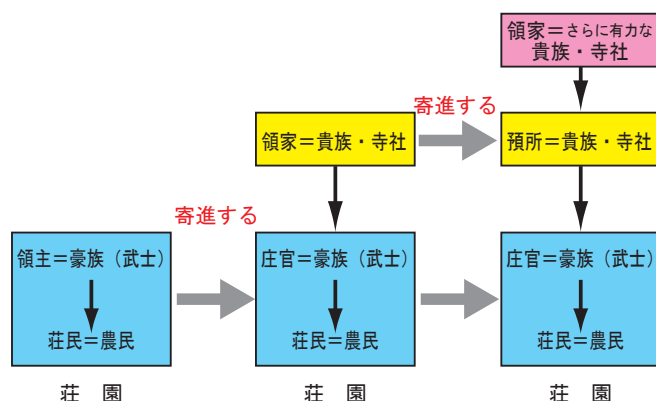 領家＝さらに有力な
貴族・寺社
寄進する
領家＝貴族・寺社
預所＝貴族・寺社
寄進する
領主＝豪族（武士）
荘民＝農民
庄官＝豪族（武士）
荘民＝農民
庄官＝豪族（武士）
荘民＝農民
荘　園
荘　園
荘　園